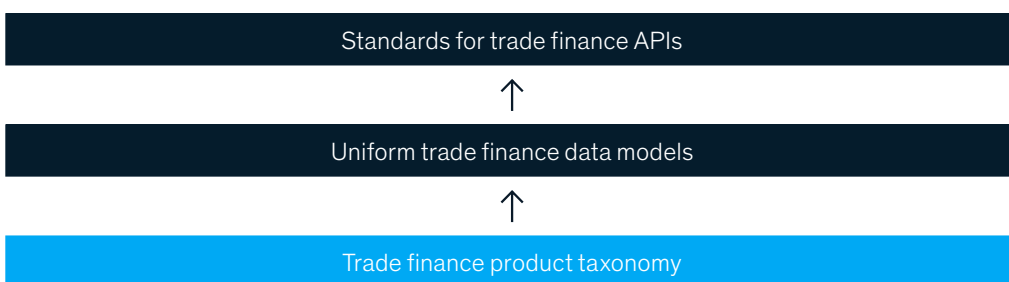 Standards for trade finance APIs
Uniform trade finance data models
Trade finance product taxonomy